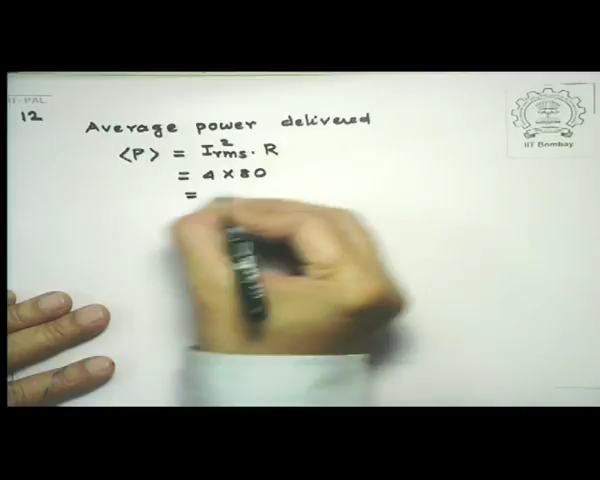 12
Average power delivered
<P> = I²rms. R
= 4 × 80
=
IIT Bombay